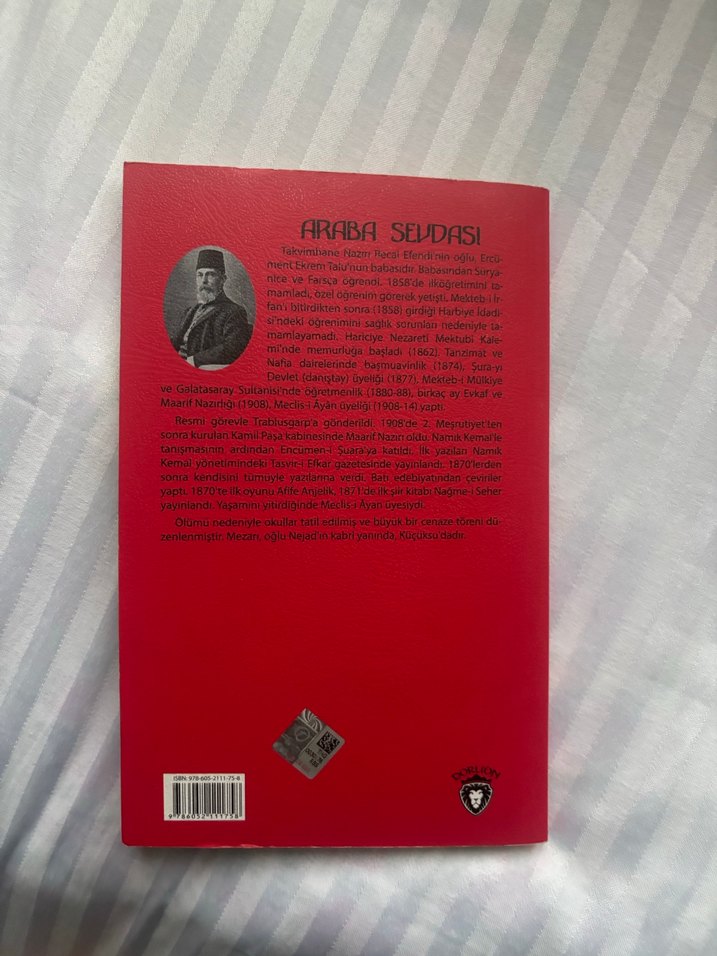 ARABA SEVDASI
Takvimhane Nazırı Recai Efendi'nin oğlu, Ercü-
ment Ekrem Talu'nun babasıdır. Babasından Surya-
nice ve Farsça öğrendi. 1858'de ilköğretimini ta-
mamladı, özel öğrenim görerek yetişti. Mekteb-i İr-
fan'ı bitirdikten sonra (1858) girdiği Harbiye İdadi-
si'ndeki öğrenimini sağlık sorunları nedeniyle ta-
mamlayamadı. Hariciye Nezareti Mektubi Kale-
mi'nde memurluğa başladı (1862). Tanzimat ve
Nafia dairelerinde başmuavinlik (1874), Şura-yı
Devlet (danıştay) üyeliği (1877). Mekteb-i Mülkiye
ve Galatasaray Sultanisi'nde öğretmenlik (1880-88), birkaç ay Evkaf ve
Maarif Nazırlığı (1908), Meclis-i Âyân üyeliği (1908-14) yaptı.
Resmi görevle Trablusgarp'a gönderildi. 1908'de 2. Meşrutiyet'ten
sonra kurulan Kamil Paşa kabinesinde Maarif Nazırı oldu. Namık Kemal'le
tanışmasının ardından Encümen-i Şuara'ya katıldı. İlk yazıları Namık
Kemal yönetimindeki Tasvir-i Efkar gazetesinde yayınlandı. 1870'lerden
sonra kendisini tümüyle yazılarına verdi. Batı edebiyatından çeviriler
yaptı. 1870'te ilk oyunu Afife Anjelik, 1871'de ilk şiir kitabı Nağme-i Seher
yayınlandı. Yaşamını yitirdiğinde Meclis-i Âyan üyesiydi.
Ölümü nedeniyle okullar tatil edilmiş ve büyük bir cenaze töreni dü-
zenlenmiştir. Mezarı, oğlu Nejad'ın kabri yanında, Küçüksu'dadır.
ISBN: 978-605-2111-75-8
9 786052 111758
DORLİON